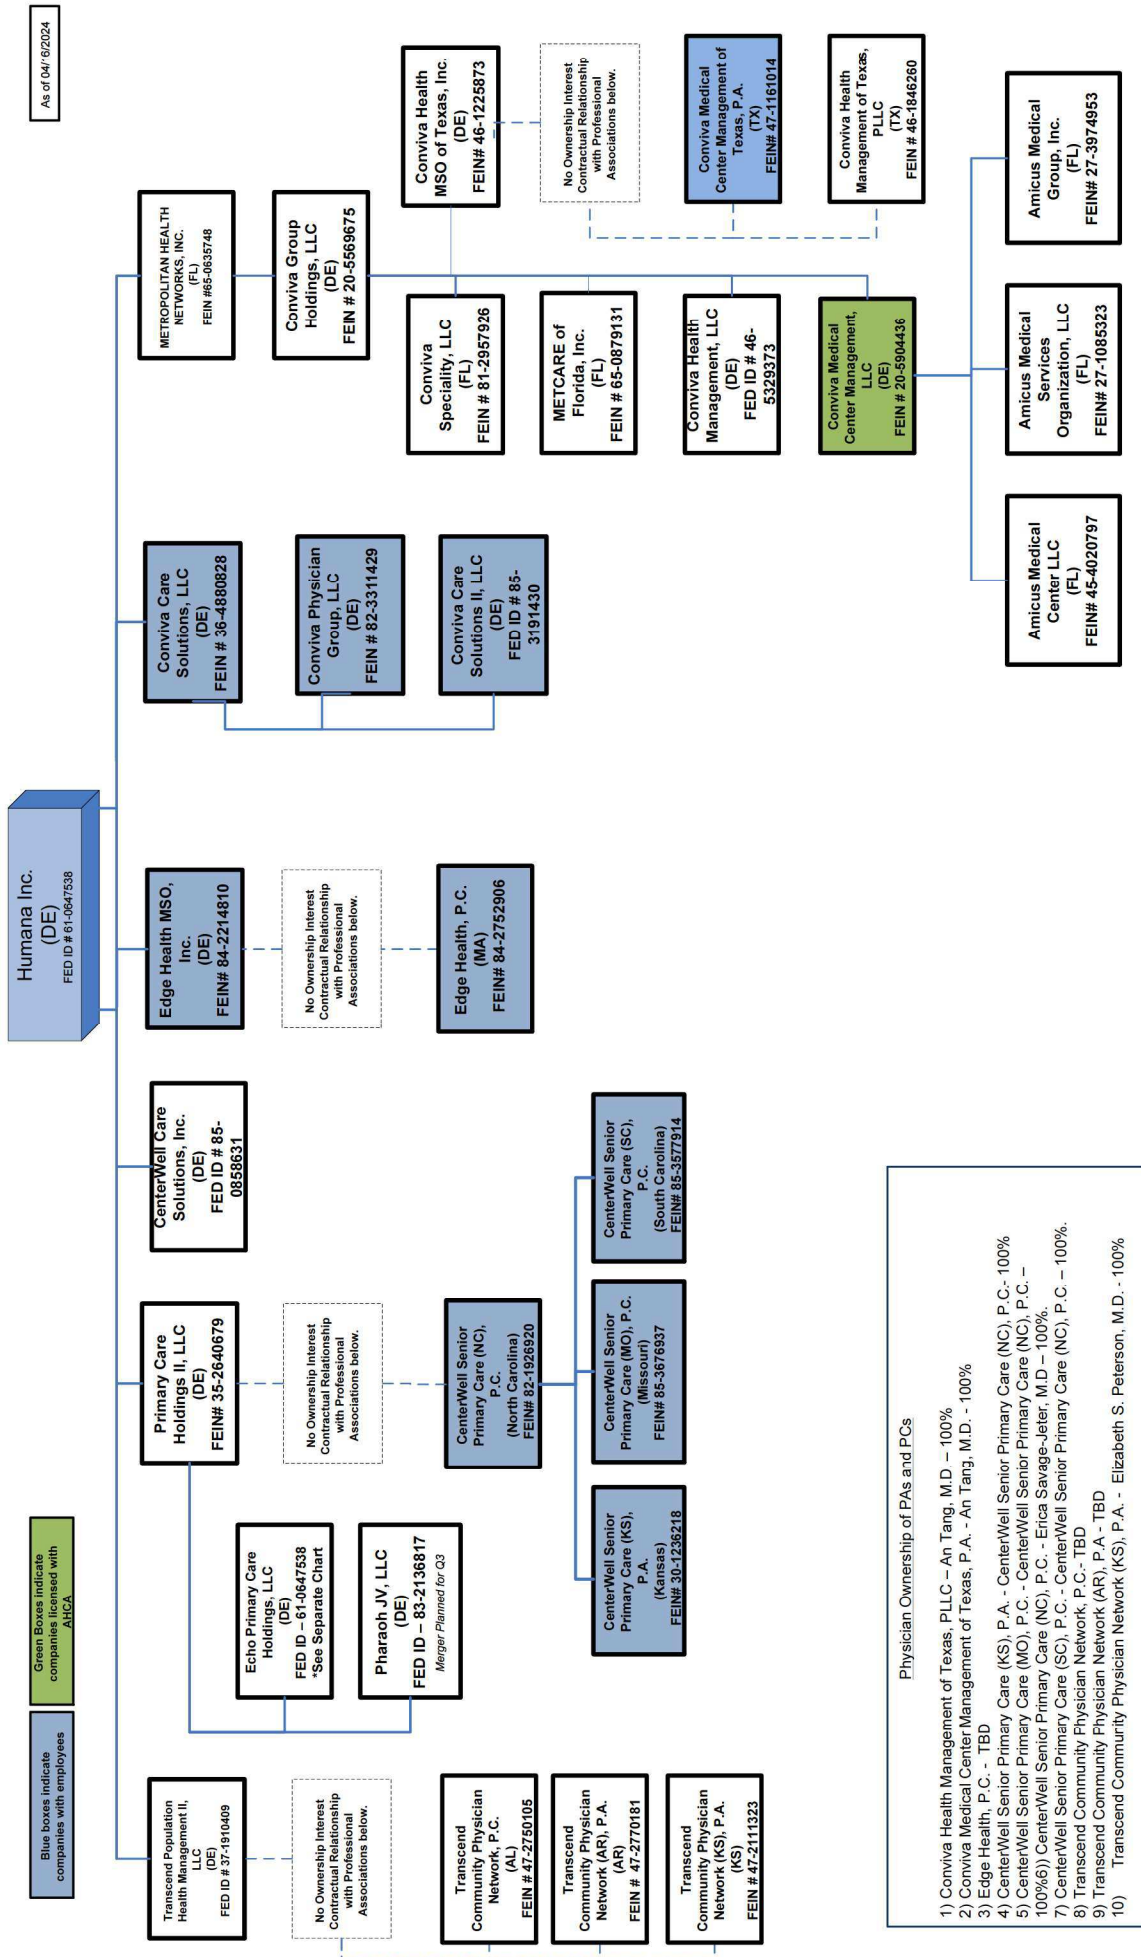 As of 04/16/2024
Humana Inc.
(DE)
FED ID # 61-0647538
Blue boxes indicate
companies with employees
Green Boxes indicate
companies licensed with
AHCA
Transcend Population
Health Management II,
LLC
(DE)
FED ID # 37-1910409
No Ownership Interest
Contractual Relationship
with Professional
Associations below.
Transcend
Community Physician
Network, P.C.
(AL)
FEIN # 47-2750105
Transcend
Community Physician
Network (AR), P.A.
(AR)
FEIN # 47-2770181
Transcend
Community Physician
Network (KS), P.A.
(KS)
FEIN # 47-2111323
Primary Care
Holdings II, LLC
(DE)
FEIN# 35-2640679
Echo Primary Care
Holdings, LLC
(DE)
FED ID – 61-0647538
*See Separate Chart
Pharaoh JV, LLC
(DE)
FED ID – 83-2136817
Merger Planned for Q3
No Ownership Interest
Contractual Relationship
with Professional
Associations below.
CenterWell Senior
Primary Care (NC),
P.C.
(North Carolina)
FEIN# 82-1926920
CenterWell Senior
Primary Care (KS),
P.A.
(Kansas)
FEIN# 30-1236218
CenterWell Senior
Primary Care (MO), P.C.
(Missouri)
FEIN# 85-3676937
CenterWell Senior
Primary Care (SC),
P.C.
(South Carolina)
FEIN# 85-3577914
CenterWell Care
Solutions, Inc.
(DE)
FED ID # 85-
0858631
Edge Health MSO,
Inc.
(DE)
FEIN# 84-2214810
No Ownership Interest
Contractual Relationship
with Professional
Associations below.
Edge Health, P.C.
(MA)
FEIN# 84-2752906
Conviva Care
Solutions, LLC
(DE)
FEIN # 36-4880828
Conviva Physician
Group, LLC
(DE)
FEIN # 82-3311429
Conviva Care
Solutions II, LLC
(DE)
FED ID # 85-
3191430
METROPOLITAN HEALTH
NETWORKS, INC.
(FL)
FEIN #65-0635748
Conviva Group
Holdings, LLC
(DE)
FEIN # 20-5569675
Conviva
Speciality, LLC
(FL)
FEIN # 81-2957926
METCARE of
Florida, Inc.
(FL)
FEIN # 65-0879131
Conviva Health
Management, LLC
(DE)
FED ID # 46-
5329373
Conviva Medical
Center Management,
LLC
(DE)
FEIN # 20-5904436
Conviva Health
MSO of Texas, Inc.
(DE)
FEIN# 46-1225873
No Ownership Interest
Contractual Relationship
with Professional
Associations below.
Conviva Medical
Center Management of
Texas, P.A.
(TX)
FEIN# 47-1161014
Conviva Health
Management of Texas,
PLLC
(TX)
FEIN # 46-1846260
Amicus Medical
Center LLC
(FL)
FEIN# 45-4020797
Amicus Medical
Services
Organization, LLC
(FL)
FEIN# 27-1085323
Amicus Medical
Group, Inc.
(FL)
FEIN# 27-3974953
Physician Ownership of PAs and PCs
1) Conviva Health Management of Texas, PLLC – An Tang, M.D. – 100%
2) Conviva Medical Center Management of Texas, P.A. - An Tang, M.D. - 100%
3) Edge Health, P.C. - TBD
4) CenterWell Senior Primary Care (KS), P.A. - CenterWell Senior Primary Care (NC), P.C.- 100%
5) CenterWell Senior Primary Care (MO), P.C. - CenterWell Senior Primary Care (NC), P.C. –
100%6)) CenterWell Senior Primary Care (NC), P.C. - Erica Savage-Jeter, M.D – 100%.
7) CenterWell Senior Primary Care (SC), P.C. - CenterWell Senior Primary Care (NC), P.C. – 100%.
8) Transcend Community Physician Network, P.C.- TBD
9) Transcend Community Physician Network (AR), P.A - TBD
10) Transcend Community Physician Network (KS), P.A. - Elizabeth S. Peterson, M.D. - 100%